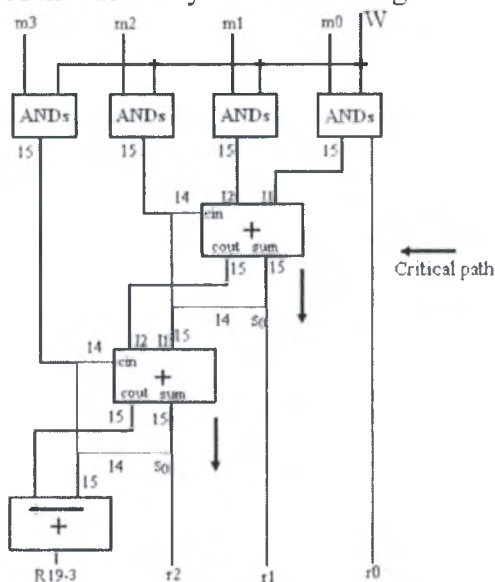 m3 m2 m1 m0 W
ANDs ANDs ANDs ANDs
15 15 15 15
14 I2 I1
cin
+
cout sum
15 15
Critical path
14 s0
I2 I1 15
14
cin
+
cout sum
15 15
15 14 s0
+
R19-3 r2 r1 r0